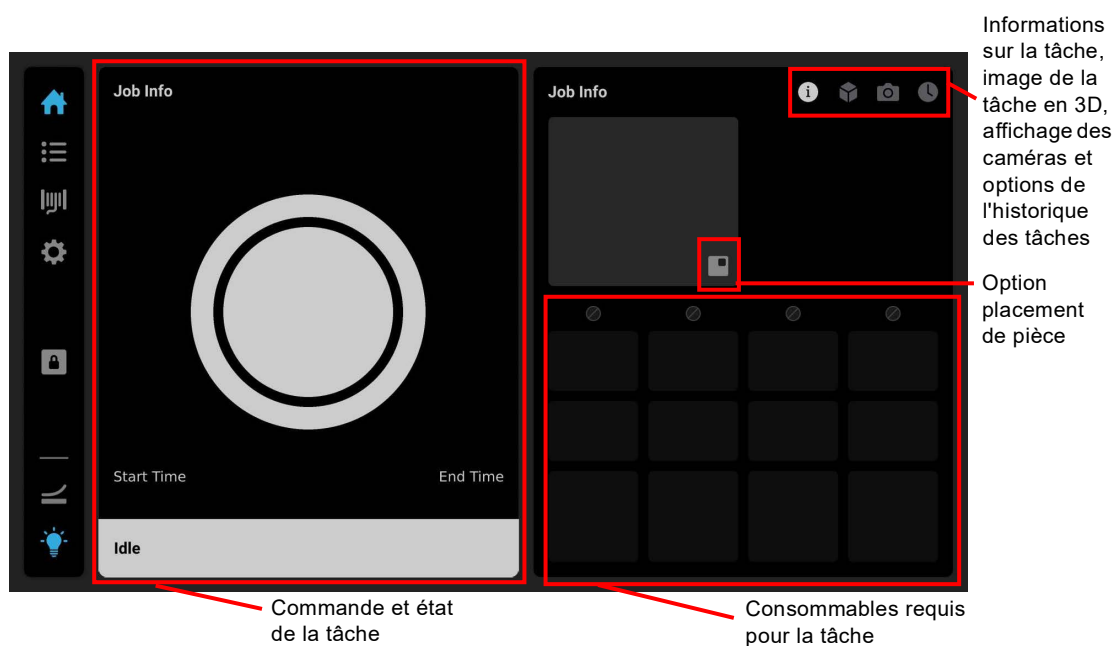 Informations
sur la tâche,
image de la
tâche en 3D,
affichage des
caméras et
options de
l'historique
des tâches
Job Info
Job Info
Option
placement
de pièce
Start Time
End Time
Idle
Commande et état
de la tâche
Consommables requis
pour la tâche